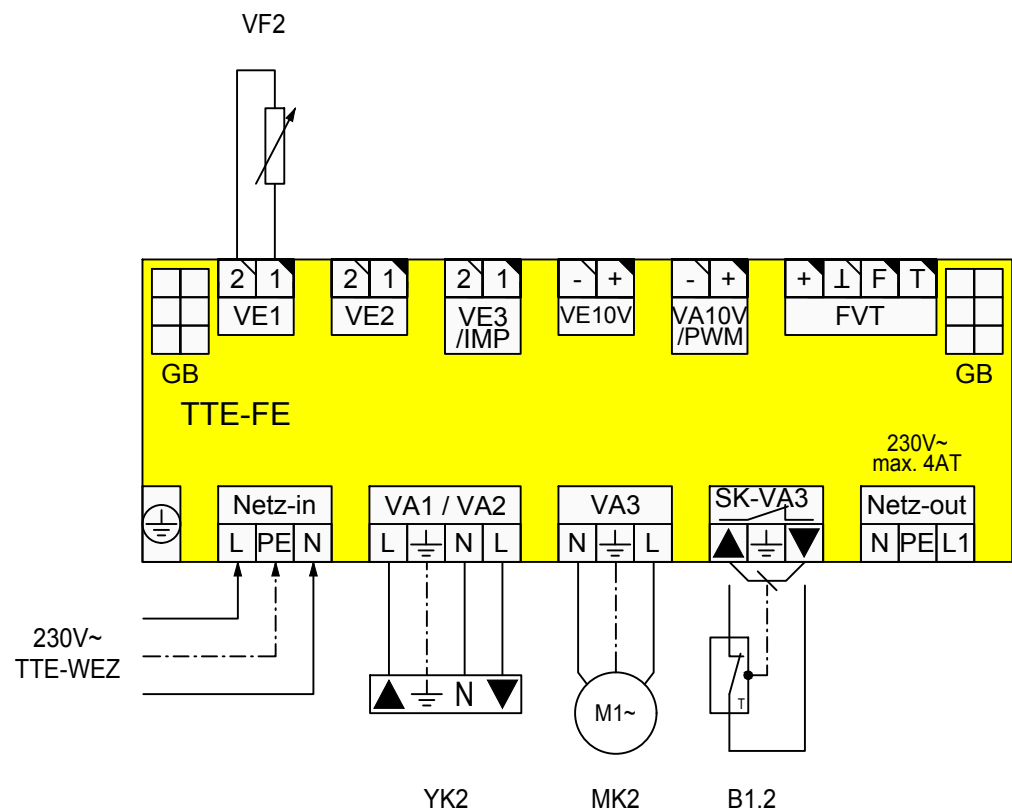 VF2
2 1 2 1 2 1 - + - + + ⊥ F T
VE1 VE2 VE3 VE10V VA10V FVT
/IMP /PWM
GB GB
TTE-FE
230V~
max. 4AT
Netz-in VA1 / VA2 VA3 SK-VA3 Netz-out
L PE N L N L N L N PE L1
230V~
TTE-WEZ
N
M1~
T
YK2 MK2 B1.2